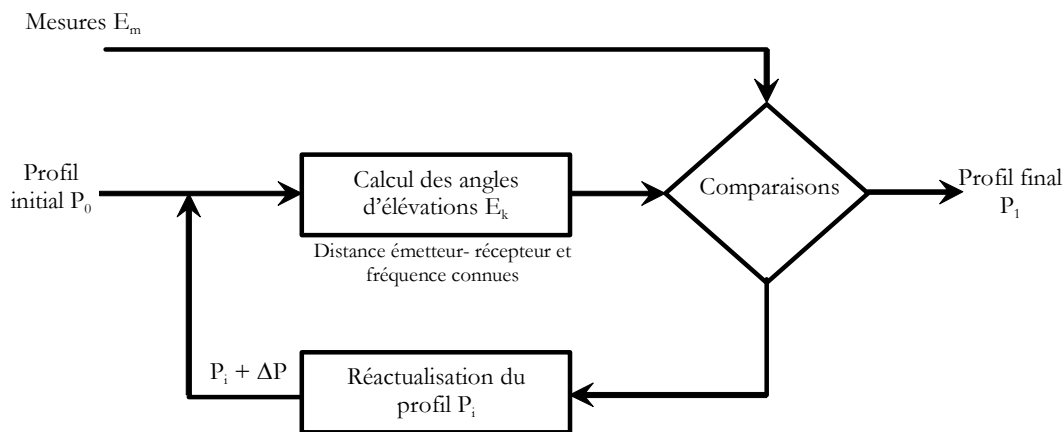 Mesures Eₘ
Profil
initial P₀
Calcul des angles
d'élévations Eₖ
Distance émetteur- récepteur et
fréquence connues
Comparaisons
Profil final
P₁
Pᵢ + ΔP
Réactualisation du
profil Pᵢ